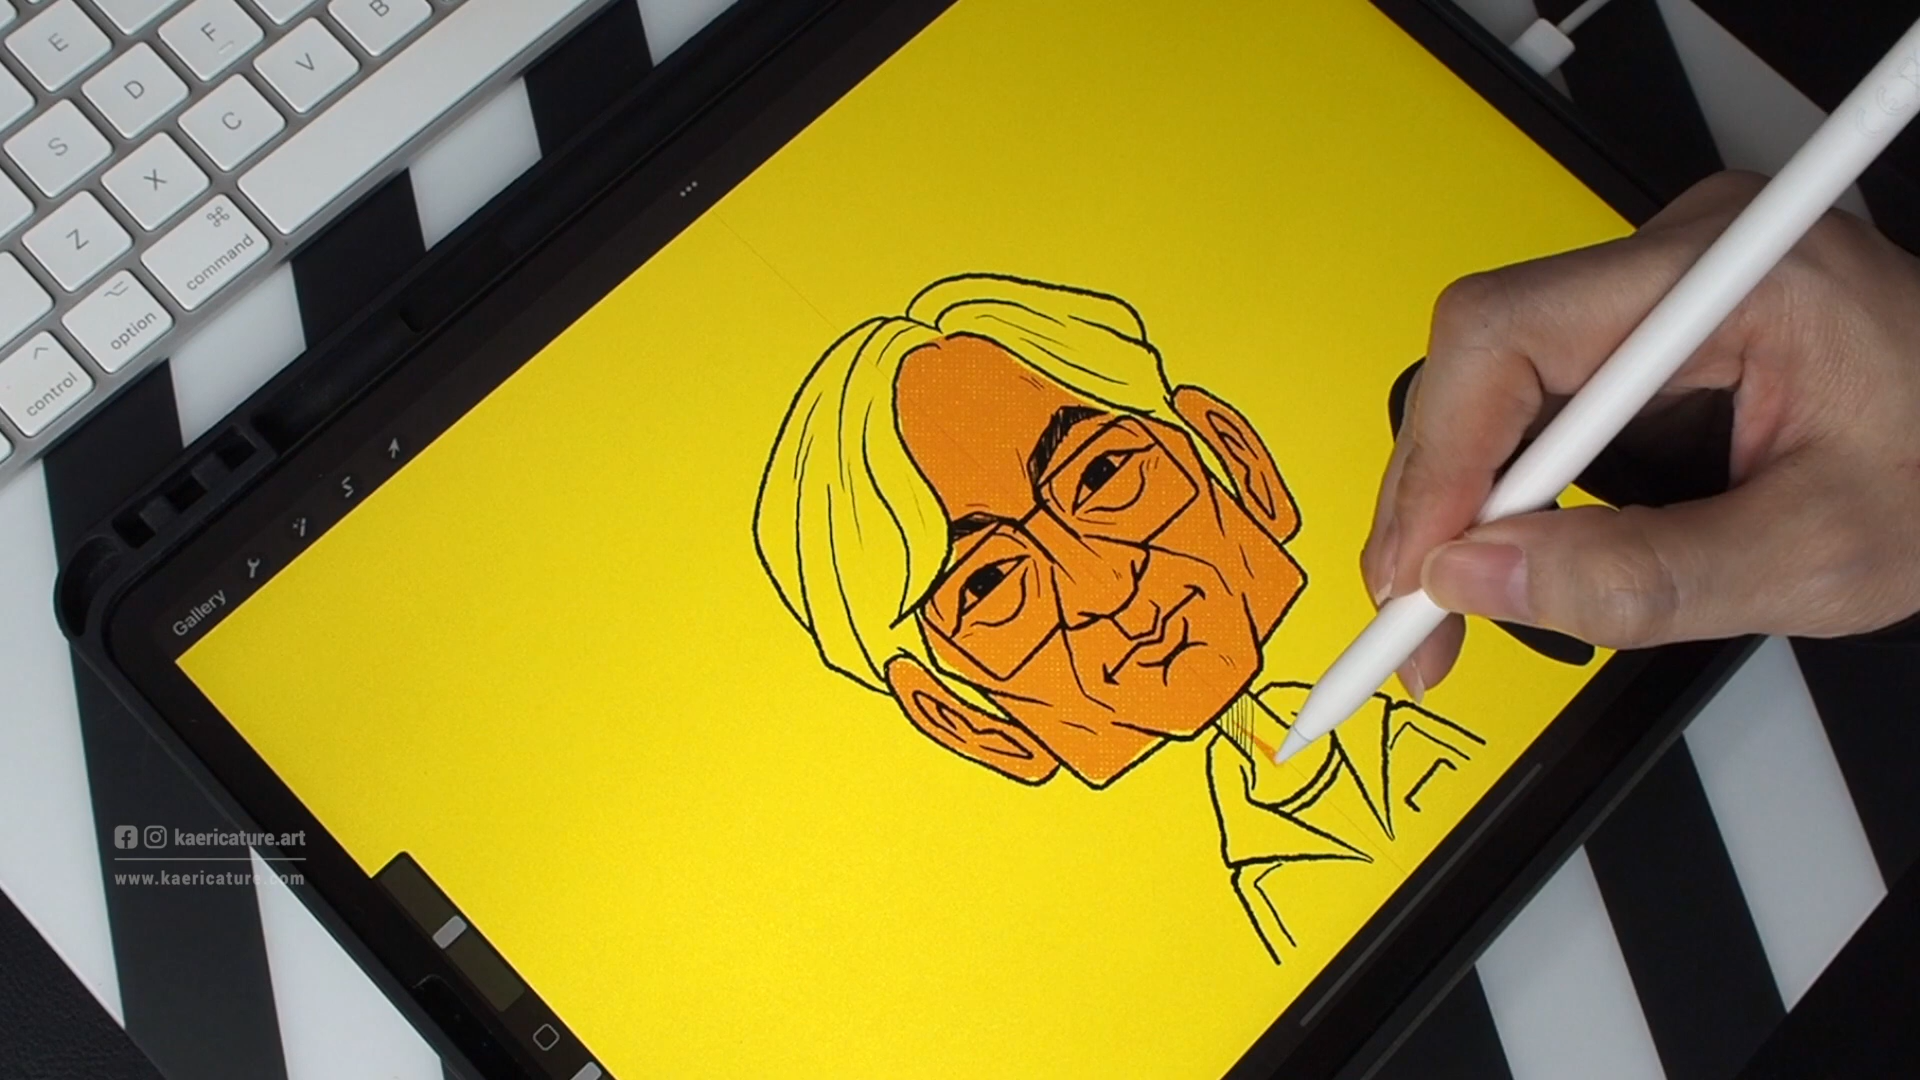 E
F
V
B
D
C
S
X
Z
⌘
command
⌥
option
^
control
Gallery
kaericature.art
www.kaericature.com